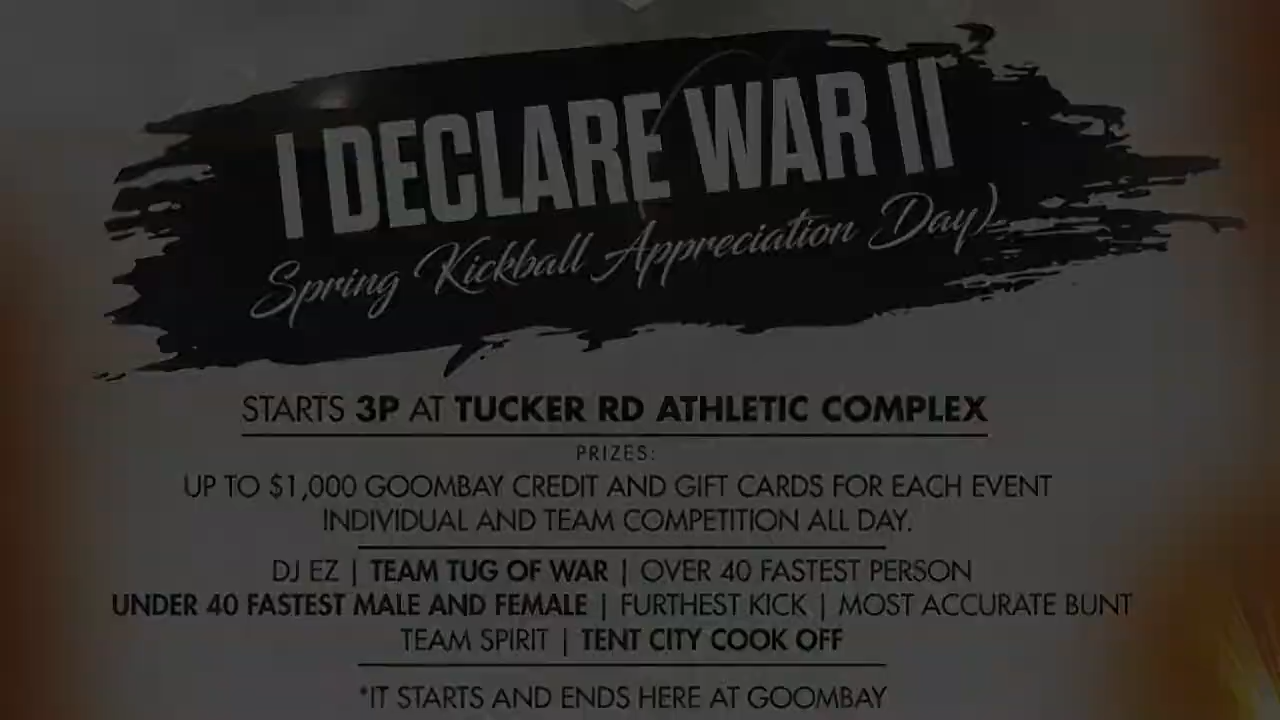 I DECLARE WAR II
Spring Kickball Appreciation Day)
STARTS 3P AT TUCKER RD ATHLETIC COMPLEX
PRIZES:
UP TO $1,000 GOOMBAY CREDIT AND GIFT CARDS FOR EACH EVENT
INDIVIDUAL AND TEAM COMPETITION ALL DAY.
DJ EZ | TEAM TUG OF WAR | OVER 40 FASTEST PERSON
UNDER 40 FASTEST MALE AND FEMALE | FURTHEST KICK | MOST ACCURATE BUNT
TEAM SPIRIT | TENT CITY COOK OFF
*IT STARTS AND ENDS HERE AT GOOMBAY